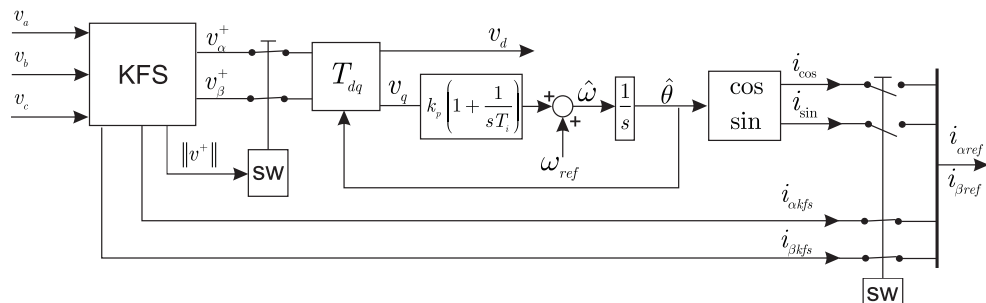 v_a
v_b
v_c
KFS
v_α^+
v_β^+
‖v^+‖
sw
T_dq
v_d
v_q
k_p(1+1/(sT_i))
+
+
ω_ref
ω̂
1/s
θ̂
cos
sin
i_cos
i_sin
i_αkfs
i_βkfs
sw
i_αref
i_βref